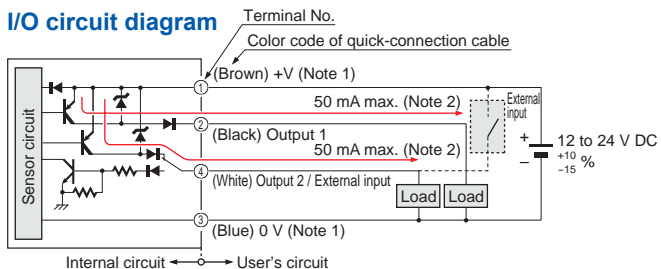 I/O circuit diagram
Terminal No.
Color code of quick-connection cable
1
(Brown) +V (Note 1)
50 mA max. (Note 2)
External
input
2
(Black) Output 1
+
12 to 24 V DC
50 mA max. (Note 2)
−
+10
−15 %
Sensor circuit
4
(White) Output 2 / External input
Load
Load
3
(Blue) 0 V (Note 1)
Internal circuit
User's circuit